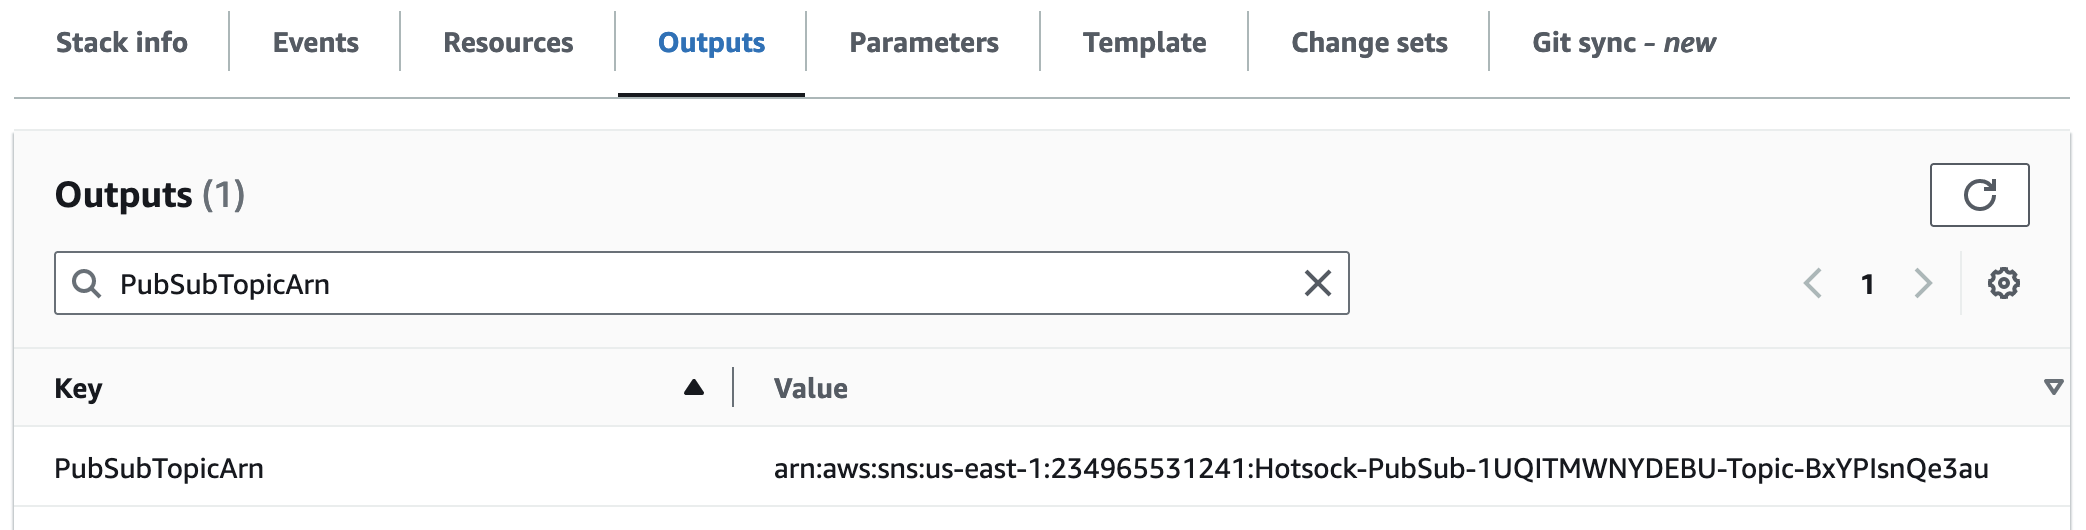 Stack info Events Resources Outputs Parameters Template Change sets Git sync - new
Outputs (1)
PubSubTopicArn
1
Key Value
PubSubTopicArn arn:aws:sns:us-east-1:234965531241:Hotsock-PubSub-1UQITMWNYDEBU-Topic-BxYPIsnQe3au